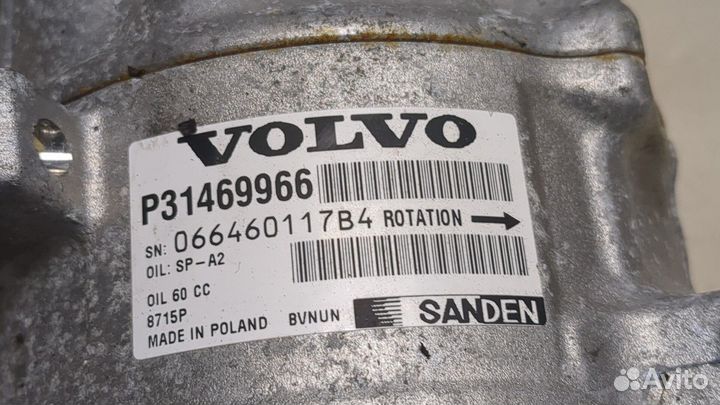 VOLVO
P31469966
SN: 066460117B4 ROTATION →
OIL: SP-A2
OIL 60 CC
8715P
MADE IN POLAND BVNUN SANDEN
Avito